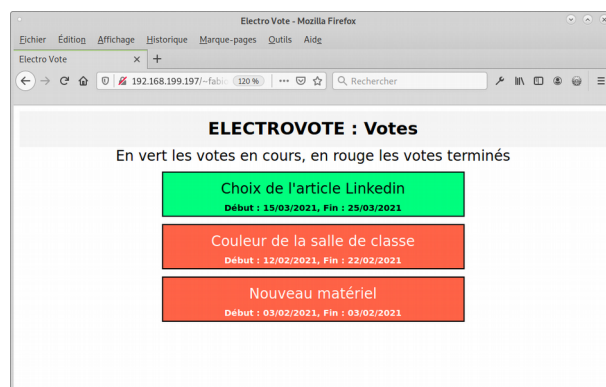 Electro Vote - Mozilla Firefox
Fichier Édition Affichage Historique Marque-pages Outils Aide
Electro Vote
192.168.199.197/~fabi 120 % Rechercher
ELECTROVOTE : Votes
En vert les votes en cours, en rouge les votes terminés
Choix de l'article Linkedin
Début : 15/03/2021, Fin : 25/03/2021
Couleur de la salle de classe
Début : 12/02/2021, Fin : 22/02/2021
Nouveau matériel
Début : 03/02/2021, Fin : 03/02/2021